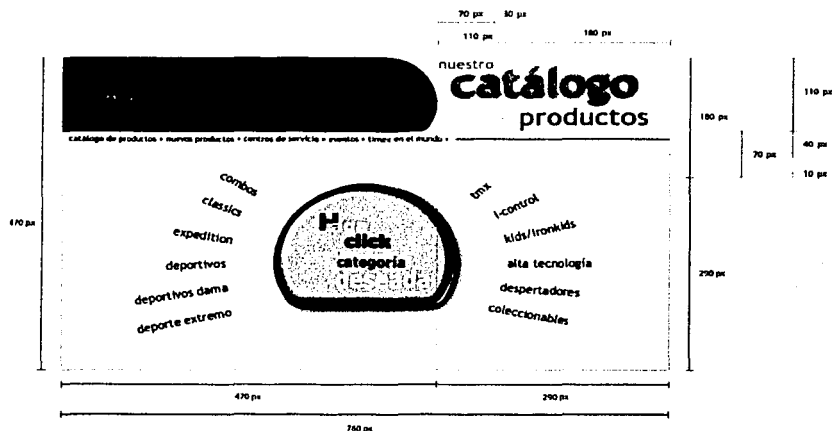 70 px 30 px
110 px 180 px
nuestro
catálogo
productos
catálogo de productos • nuevos productos • centros de servicio • eventos • timex en el mundo •
110 px
180 px
40 px
70 px
10 px
470 px
combos
classics
expedition
deportivos
deportivos dama
deporte extremo
click
categoría
deseada
tmx
i-control
kids/ironkids
alta tecnología
despertadores
coleccionables
290 px
470 px 290 px
760 px